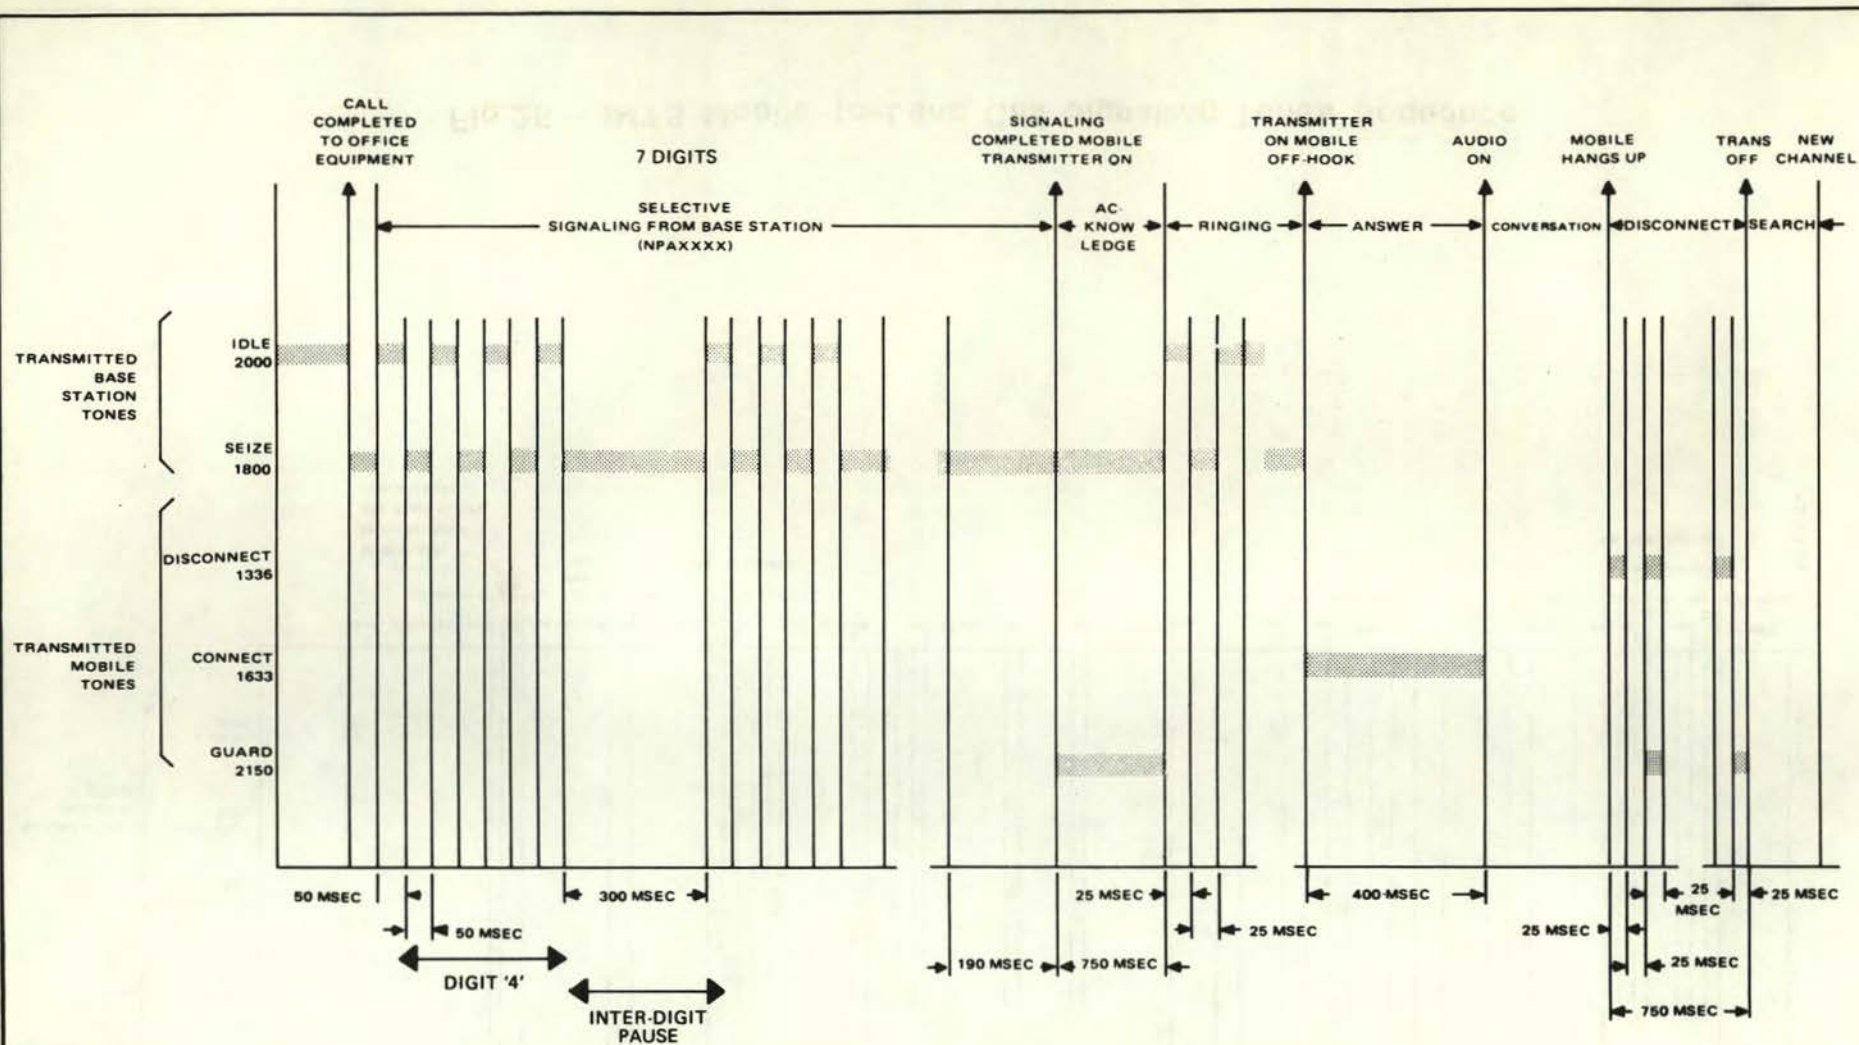 CALL
COMPLETED
TO OFFICE
EQUIPMENT
7 DIGITS
SIGNALING
COMPLETED MOBILE
TRANSMITTER ON
TRANSMITTER
ON MOBILE
OFF-HOOK
AUDIO
ON
MOBILE
HANGS UP
TRANS
OFF
NEW
CHANNEL
SELECTIVE
SIGNALING FROM BASE STATION
(NPAXXXX)
AC-
KNOW
LEDGE
RINGING
ANSWER
CONVERSATION
DISCONNECT
SEARCH
TRANSMITTED
BASE
STATION
TONES
IDLE
2000
SEIZE
1800
TRANSMITTED
MOBILE
TONES
DISCONNECT
1336
CONNECT
1633
GUARD
2150
50 MSEC
300 MSEC
25 MSEC
400-MSEC
25
MSEC
25 MSEC
50 MSEC
25 MSEC
25 MSEC
190 MSEC
750 MSEC
25 MSEC
DIGIT '4'
INTER-DIGIT
PAUSE
750 MSEC